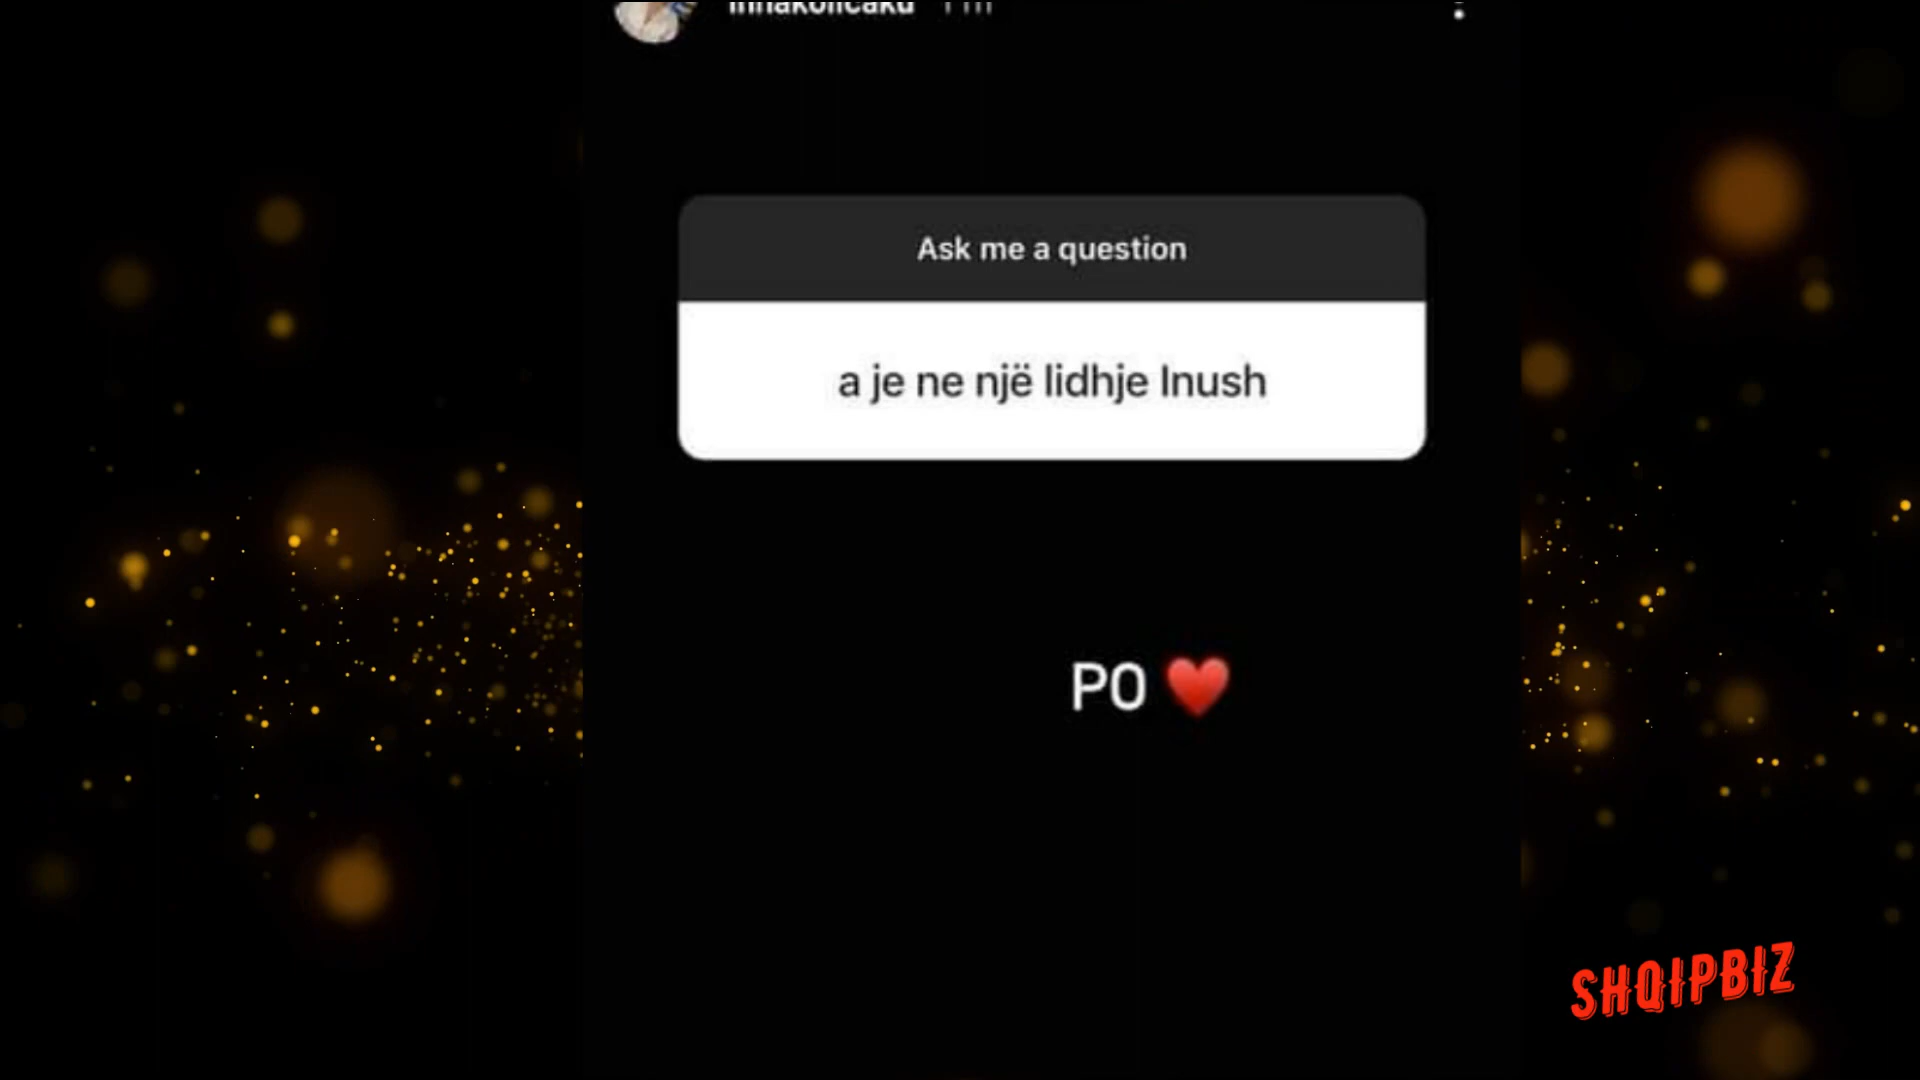 Ask me a question
a je ne një lidhje Inush
PO ❤️
SHQIPBIZ